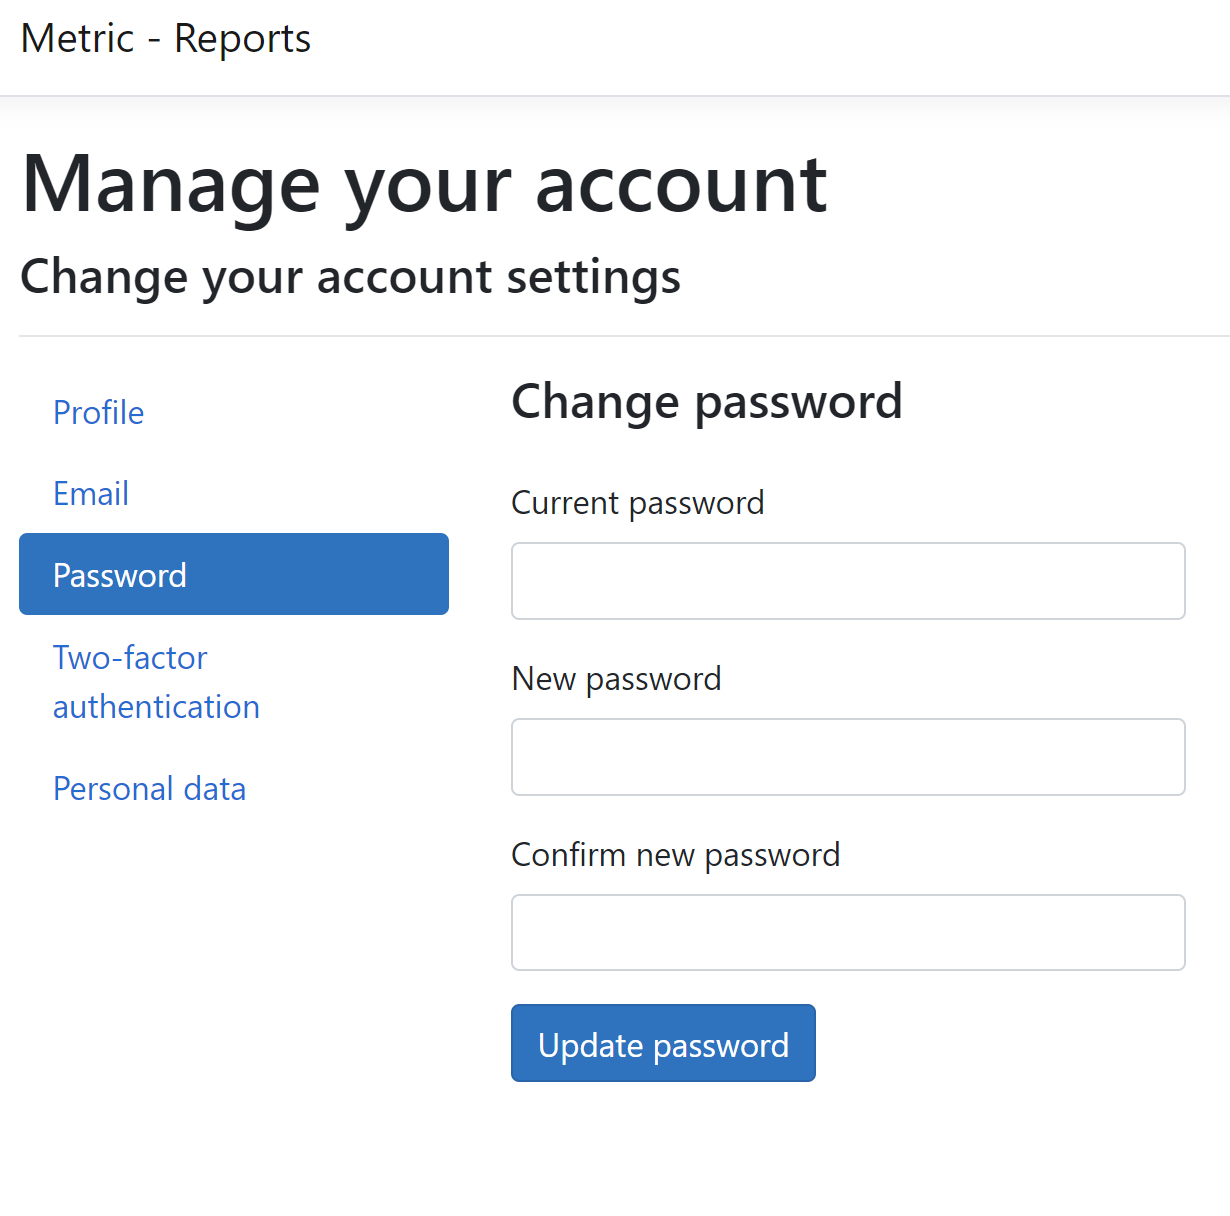 Metric - Reports
Manage your account
Change your account settings
Profile
Email
Password
Two-factor
authentication
Personal data
Change password
Current password
New password
Confirm new password
Update password